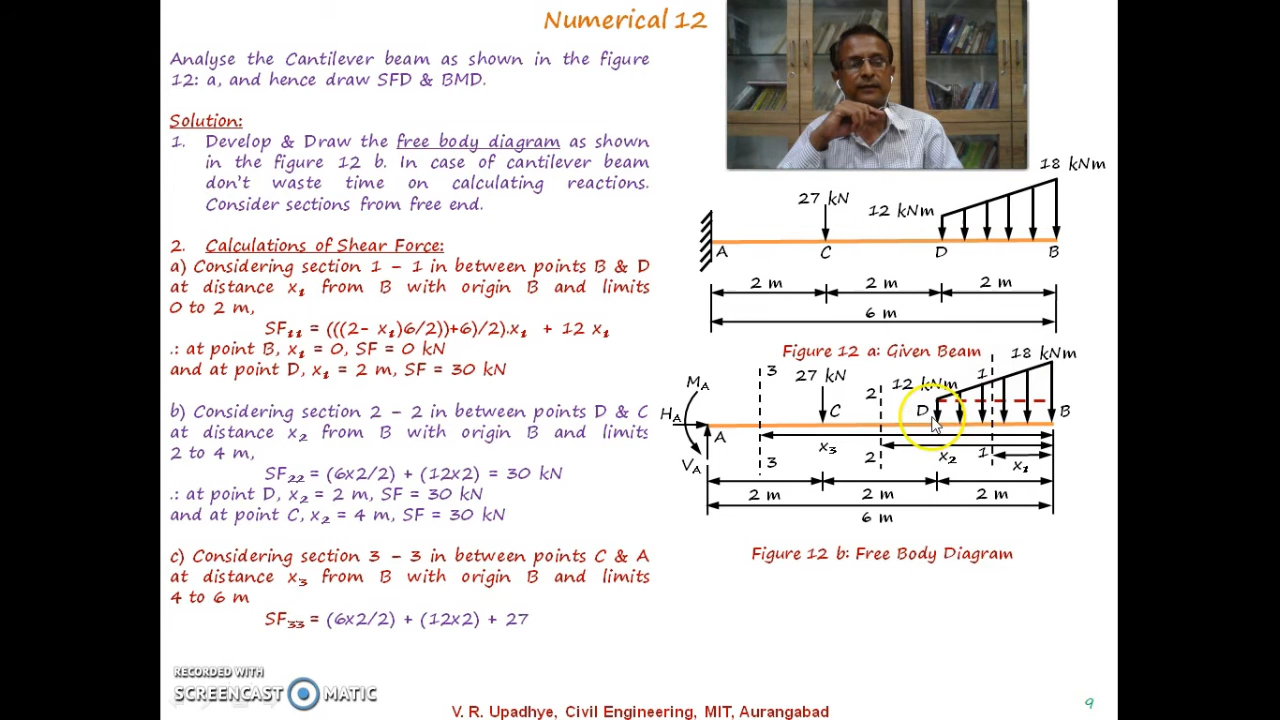 Numerical 12
Analyse the Cantilever beam as shown in the figure
12: a, and hence draw SFD & BMD.
Solution:
1. Develop & Draw the free body diagram as shown
in the figure 12 b. In case of cantilever beam
don't waste time on calculating reactions.
Consider sections from free end.
2. Calculations of Shear Force:
a) Considering section 1 – 1 in between points B & D
at distance x₁ from B with origin B and limits
0 to 2 m,
SF₁₁ = (((2- x₁)6/2))+6)/2).x₁ + 12 x₁
.: at point B, x₁ = 0, SF = 0 kN
and at point D, x₁ = 2 m, SF = 30 kN
b) Considering section 2 – 2 in between points D & C
at distance x₂ from B with origin B and limits
2 to 4 m,
SF₂₂ = (6x2/2) + (12x2) = 30 kN
.: at point D, x₂ = 2 m, SF = 30 kN
and at point C, x₂ = 4 m, SF = 30 kN
c) Considering section 3 – 3 in between points C & A
at distance x₃ from B with origin B and limits
4 to 6 m
SF₃₃ = (6x2/2) + (12x2) + 27
18 kNm
27 kN
12 kNm
A C D B
2 m 2 m 2 m
6 m
Figure 12 a: Given Beam
18 kNm
3 27 kN 12 kNm 1
M_A
2
H_A C D B
A
x₃ x₂ x₁
V_A 3 2 1
2 m 2 m 2 m
6 m
Figure 12 b: Free Body Diagram
RECORDED WITH
SCREENCAST MATIC
V. R. Upadhye, Civil Engineering, MIT, Aurangabad
9